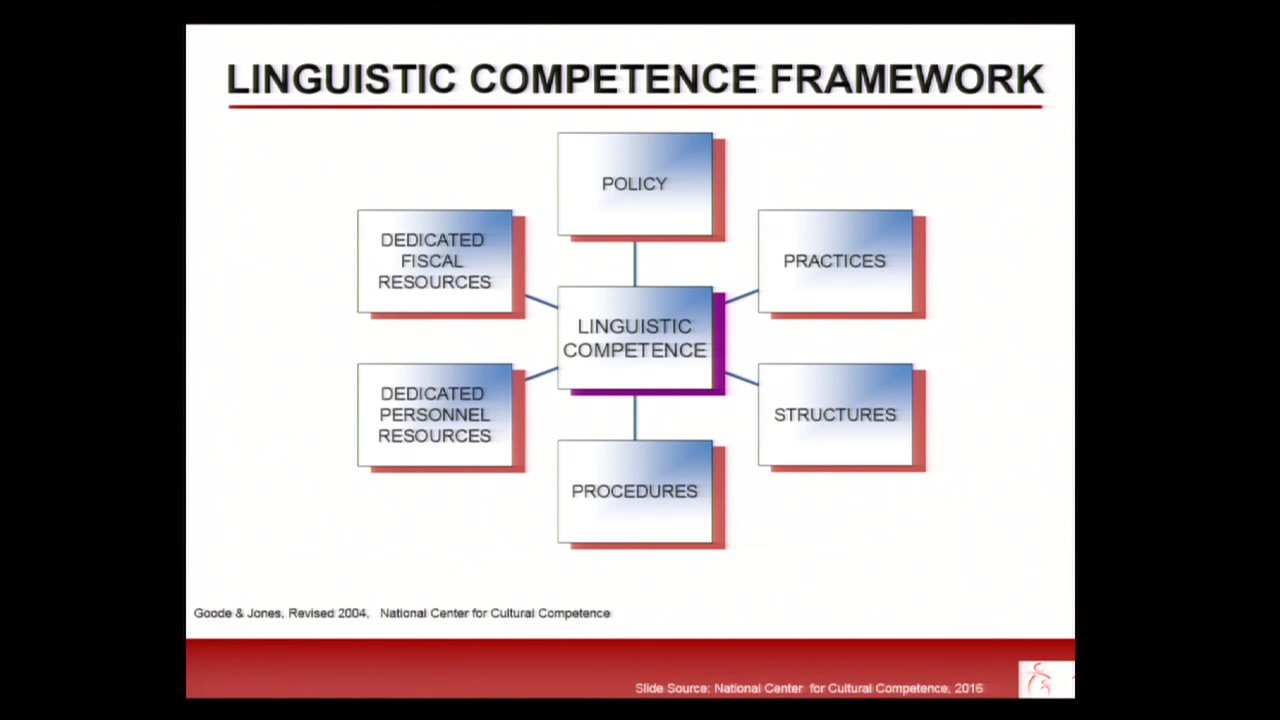 LINGUISTIC COMPETENCE FRAMEWORK
POLICY
DEDICATED
FISCAL
RESOURCES
PRACTICES
LINGUISTIC
COMPETENCE
DEDICATED
PERSONNEL
RESOURCES
STRUCTURES
PROCEDURES
Goode & Jones, Revised 2004, National Center for Cultural Competence
Slide Source: National Center for Cultural Competence, 2016